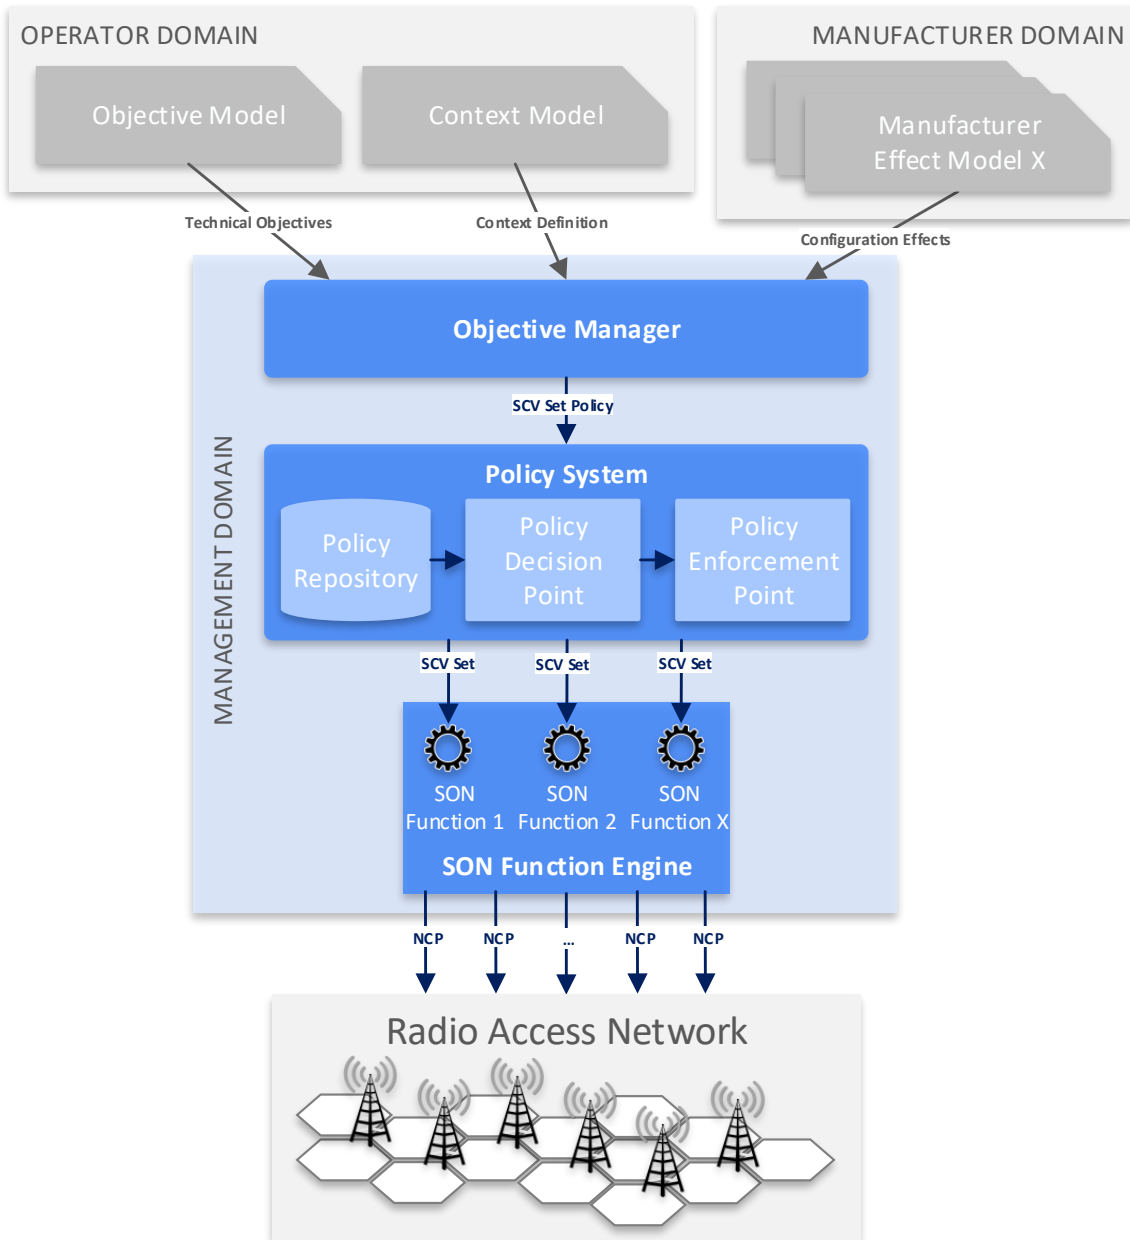 OPERATOR DOMAIN
MANUFACTURER DOMAIN
Objective Model
Context Model
Manufacturer
Effect Model X
Technical Objectives
Context Definition
Configuration Effects
MANAGEMENT DOMAIN
Objective Manager
SCV Set Policy
Policy System
Policy
Repository
Policy
Decision
Point
Policy
Enforcement
Point
SCV Set
SCV Set
SCV Set
SON
Function 1
SON
Function 2
SON
Function X
SON Function Engine
NCP
NCP
...
NCP
NCP
Radio Access Network